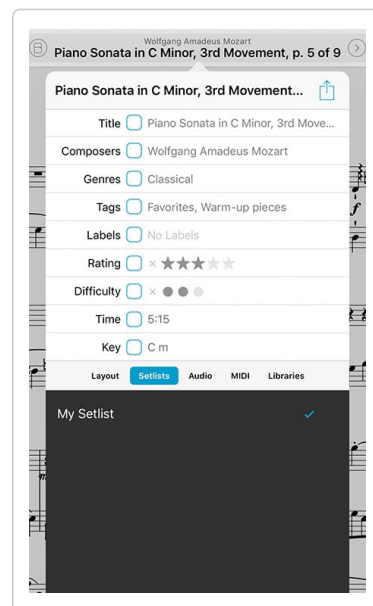 Wolfgang Amadeus Mozart
Piano Sonata in C Minor, 3rd Movement, p. 5 of 9
Piano Sonata in C Minor, 3rd Movement...
Title Piano Sonata in C Minor, 3rd Move...
Composers Wolfgang Amadeus Mozart
Genres Classical
Tags Favorites, Warm-up pieces
Labels No Labels
Rating × ★★★★★
Difficulty × ● ● ●
Time 5:15
Key C m
Layout Setlists Audio MIDI Libraries
My Setlist